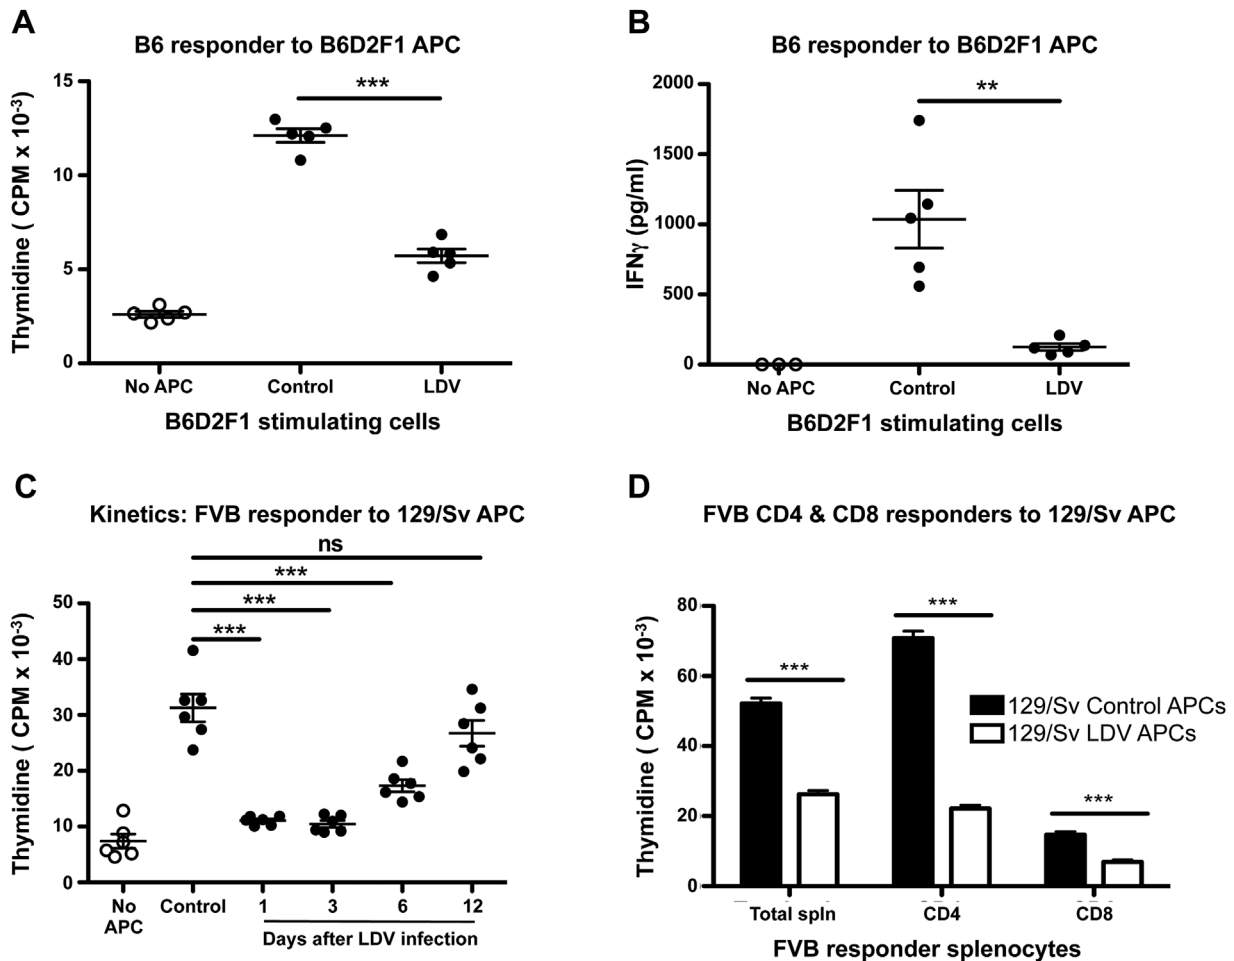 A
B6 responder to B6D2F1 APC
***
Thymidine ( CPM x 10-3)
15
10
5
0
No APC
Control
LDV
B6D2F1 stimulating cells
B
B6 responder to B6D2F1 APC
**
IFNγ (pg/ml)
2000
1500
1000
500
0
No APC
Control
LDV
B6D2F1 stimulating cells
C
Kinetics: FVB responder to 129/Sv APC
ns
***
***
***
Thymidine ( CPM x 10-3)
50
40
30
20
10
0
No
APC
Control
1
3
6
12
Days after LDV infection
D
FVB CD4 & CD8 responders to 129/Sv APC
***
***
***
129/Sv Control APCs
129/Sv LDV APCs
Thymidine ( CPM x 10-3)
80
60
40
20
0
Total spln
CD4
CD8
FVB responder splenocytes